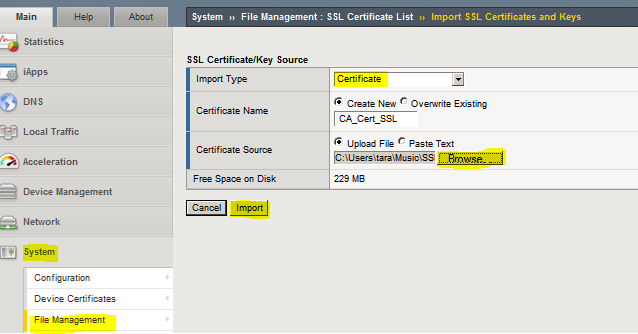 Main Help About
System ›› File Management : SSL Certificate List ›› Import SSL Certificates and Keys
Statistics
iApps
DNS
Local Traffic
Acceleration
Device Management
Network
System
Configuration
Device Certificates
File Management
SSL Certificate/Key Source
Import Type Certificate
Certificate Name Create New Overwrite Existing
CA_Cert_SSL
Certificate Source Upload File Paste Text
C:\Users\tara\Music\SS Browse...
Free Space on Disk 229 MB
Cancel Import